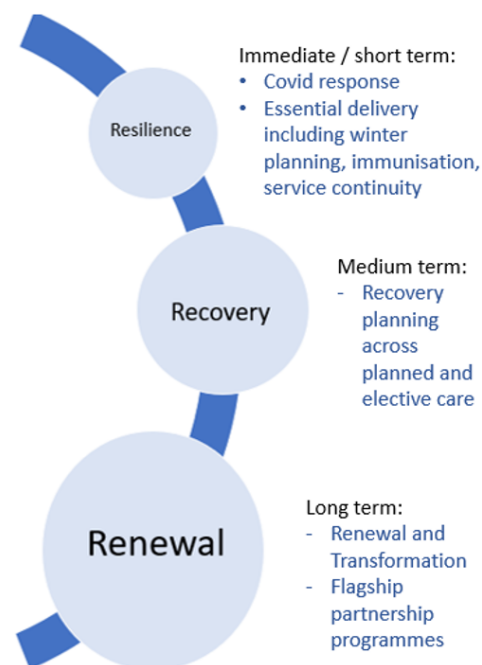 Resilience
Immediate / short term:
• Covid response
• Essential delivery
including winter
planning, immunisation,
service continuity
Recovery
Medium term:
- Recovery
planning
across
planned and
elective care
Renewal
Long term:
- Renewal and
Transformation
- Flagship
partnership
programmes